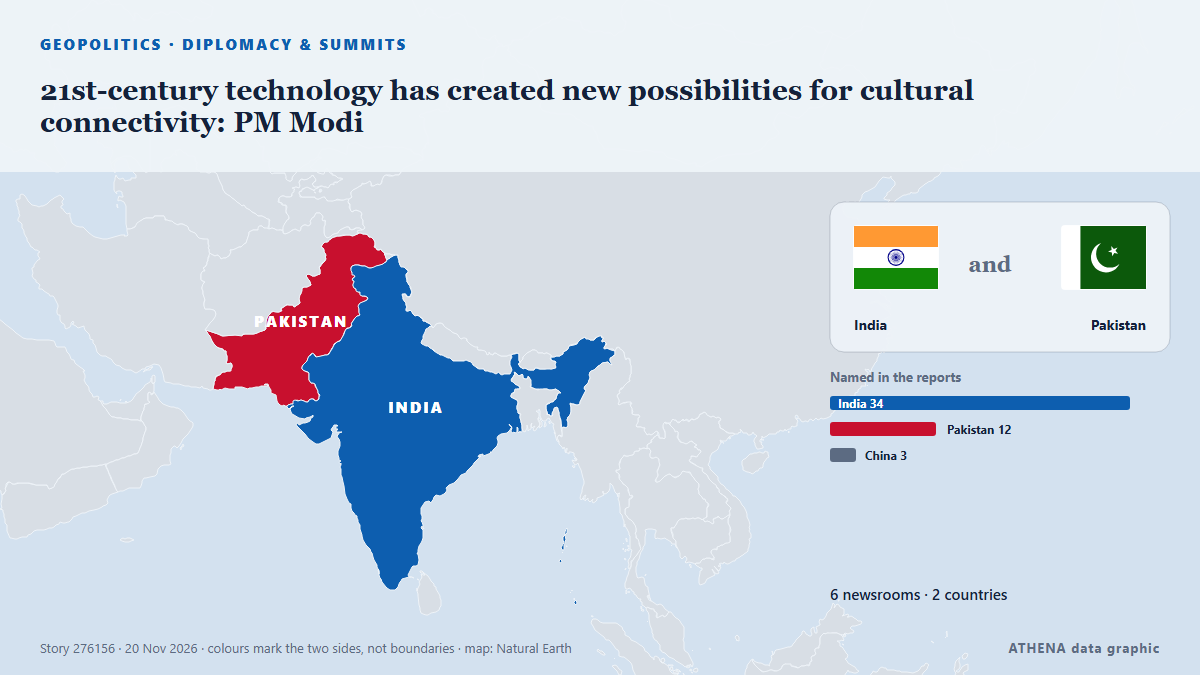 GEOPOLITICS · DIPLOMACY & SUMMITS
21st-century technology has created new possibilities for cultural
connectivity: PM Modi
and
India
Pakistan
PAKISTAN
INDIA
Named in the reports
India 34
Pakistan 12
China 3
6 newsrooms · 2 countries
Story 276156 · 20 Nov 2026 · colours mark the two sides, not boundaries · map: Natural Earth
ATHENA data graphic